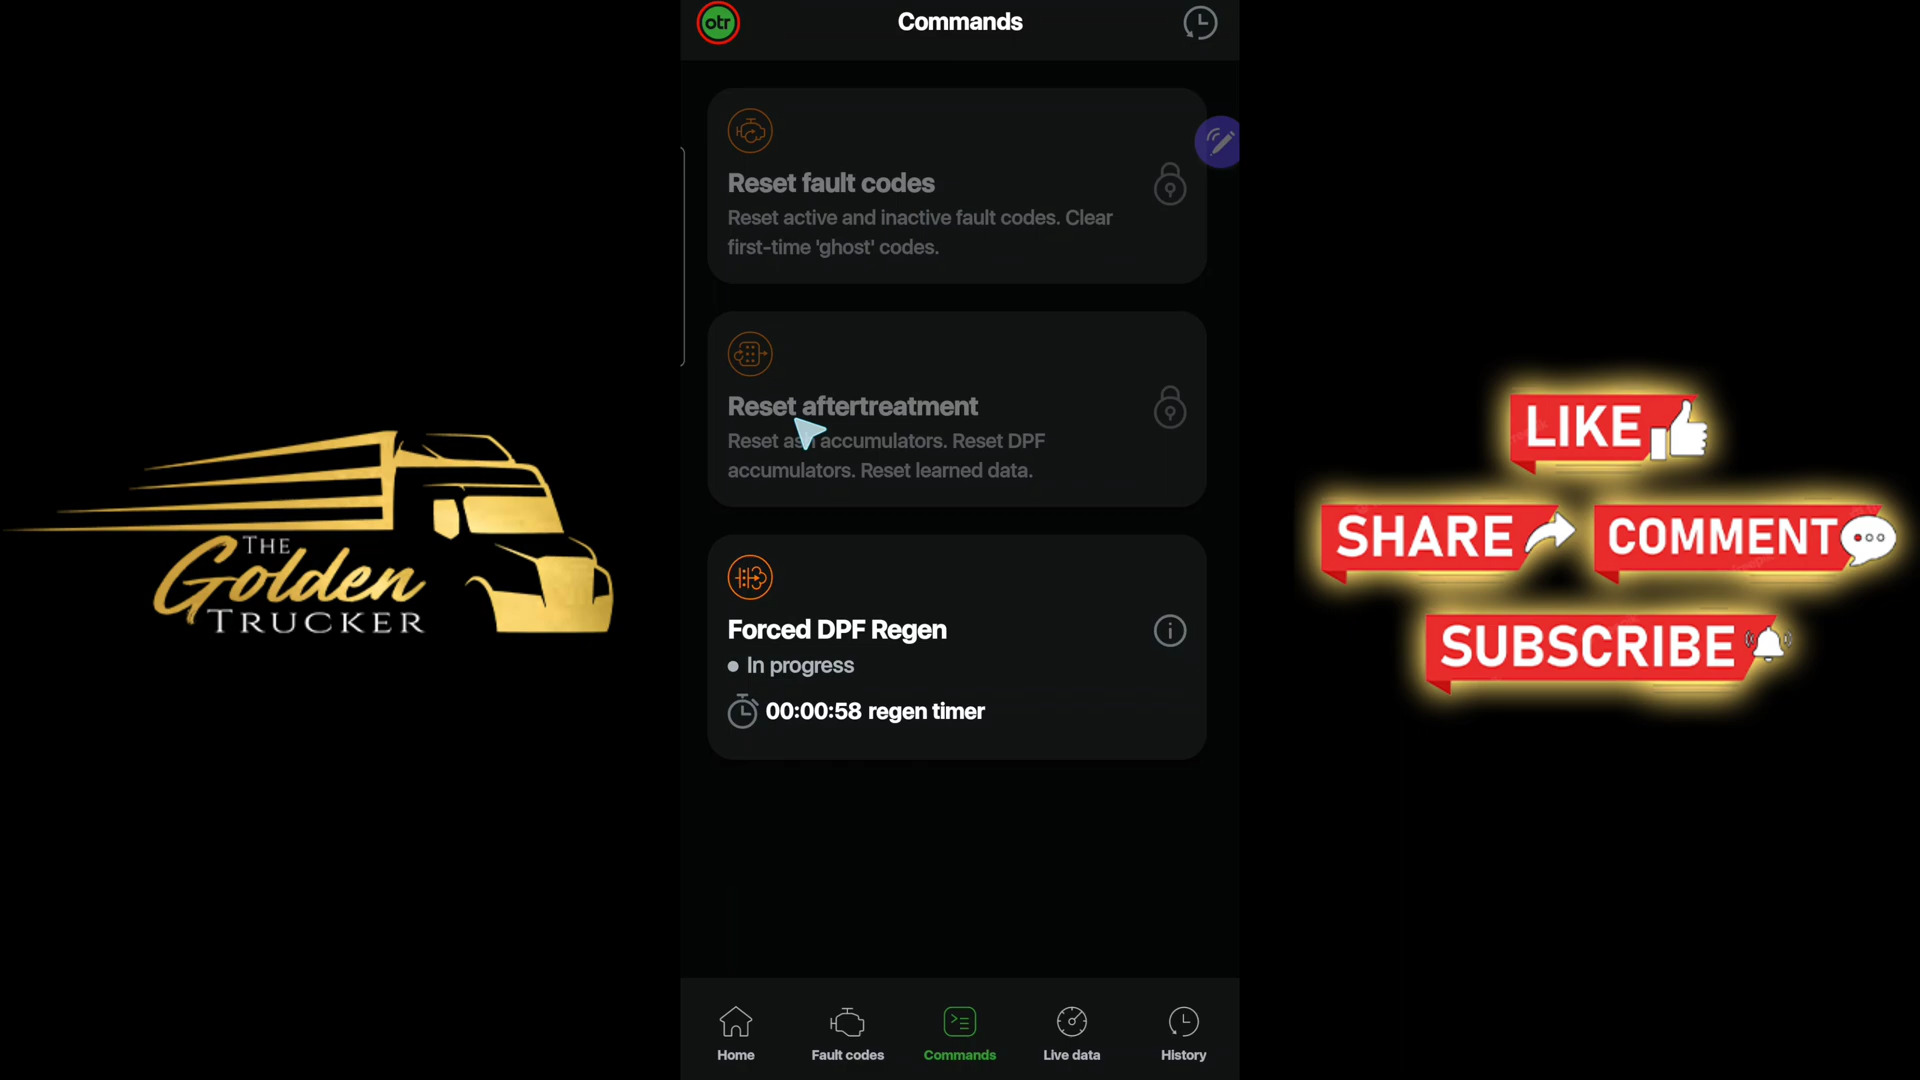 otr
Commands
Reset fault codes
Reset active and inactive fault codes. Clear
first-time 'ghost' codes.
Reset aftertreatment
Reset ash accumulators. Reset DPF
accumulators. Reset learned data.
Forced DPF Regen
In progress
00:00:58 regen timer
Home
Fault codes
Commands
Live data
History
THE
Golden
TRUCKER
LIKE
SHARE
COMMENT
SUBSCRIBE